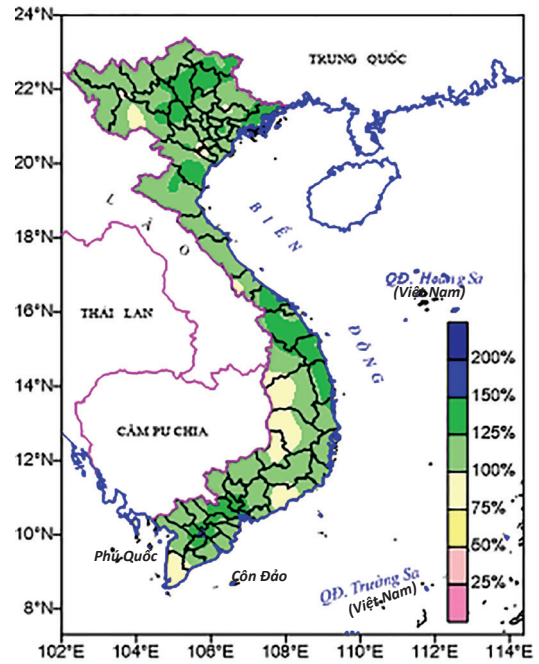 24°N
22°N
20°N
18°N
16°N
14°N
12°N
10°N
8°N
TRUNG QUỐC
LÀO
BIỂN
ĐÔNG
QĐ. Hoàng Sa
(Việt Nam)
THÁI LAN
CĂM PU CHIA
200%
150%
125%
100%
75%
50%
25%
Phú Quốc
Côn Đảo
QĐ. Trường Sa
(Việt Nam)
102°E 104°E 106°E 108°E 110°E 112°E 114°E